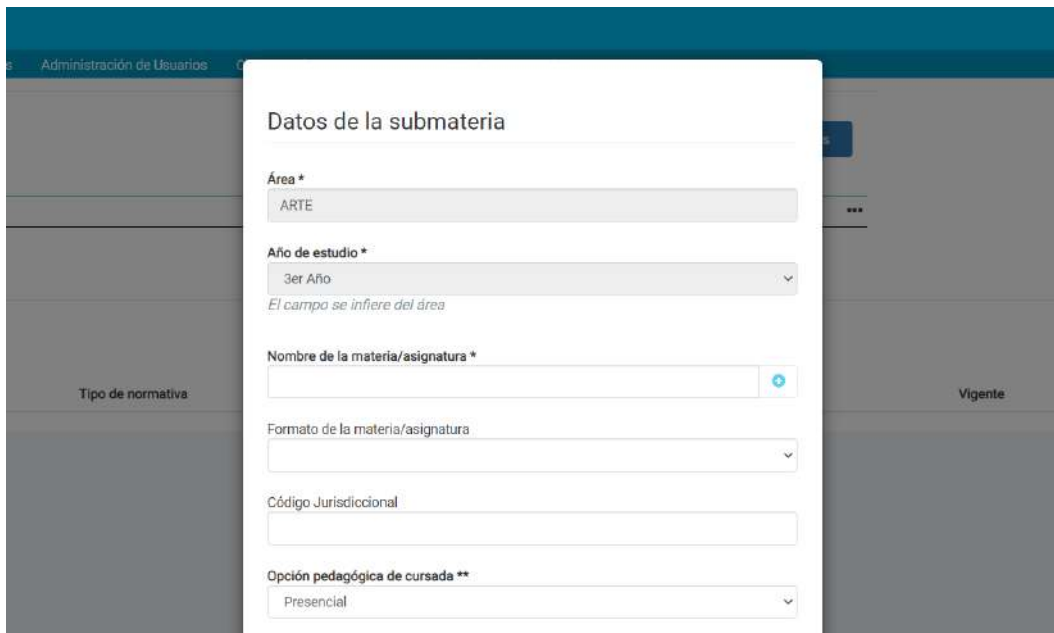 Administración de Usuarios
Datos de la submateria
Área *
ARTE
Año de estudio *
3er Año
El campo se infiere del área
Nombre de la materia/asignatura *
Tipo de normativa
Vigente
Formato de la materia/asignatura
Código Jurisdiccional
Opción pedagógica de cursada **
Presencial